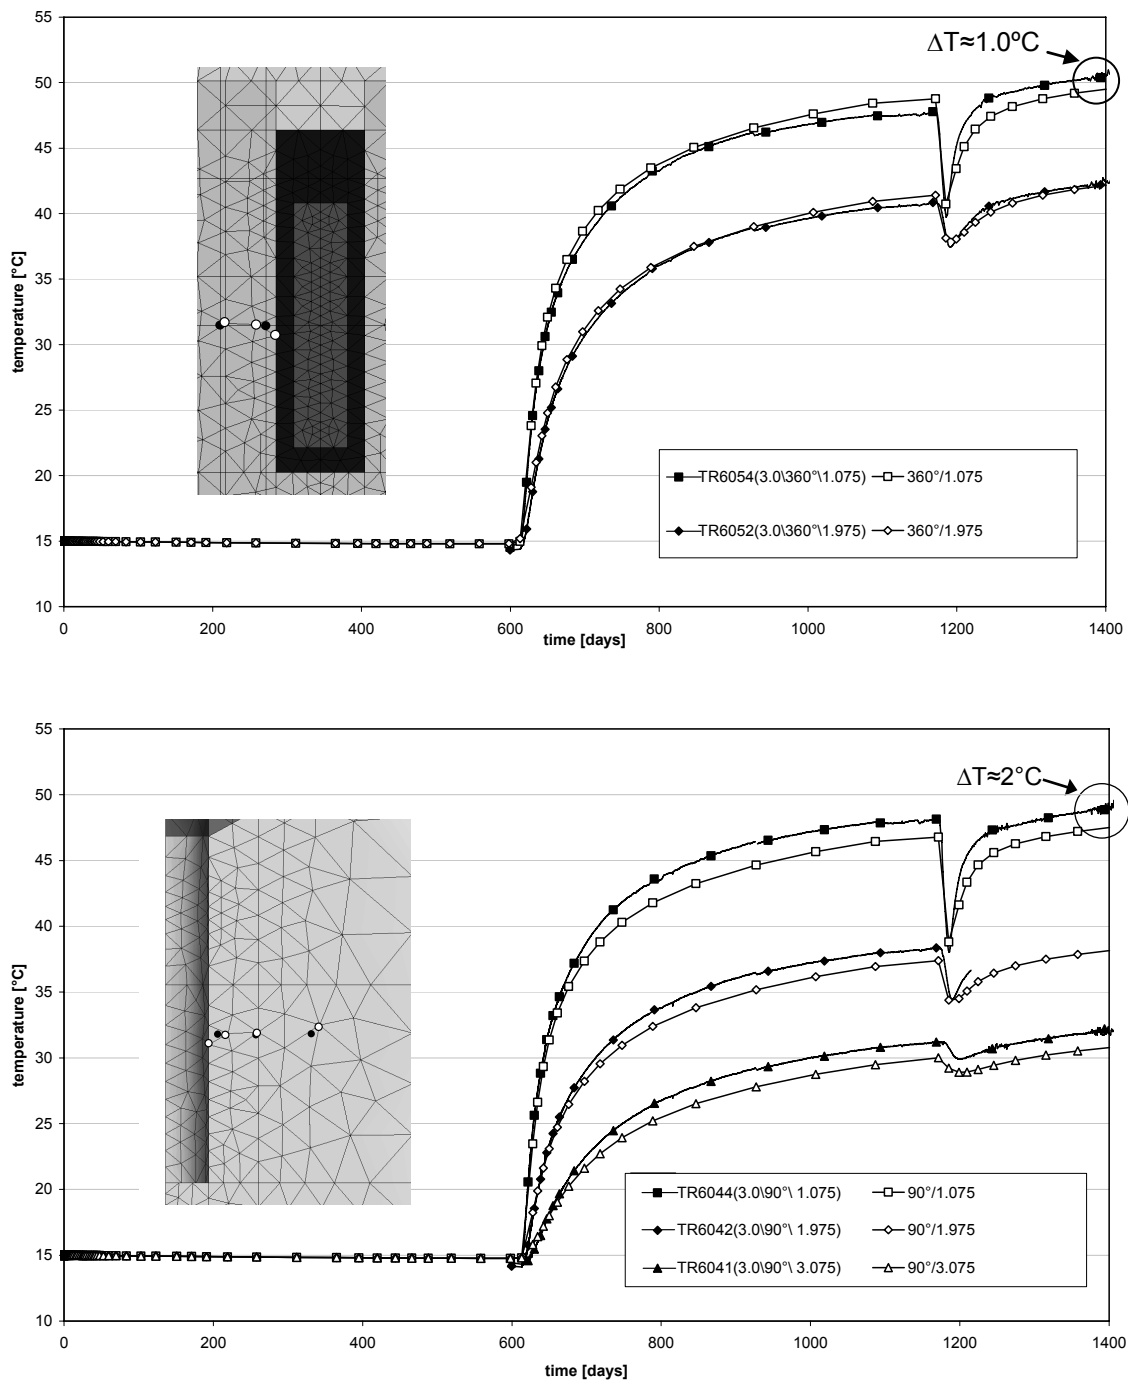 55
50
45
40
35
30
25
20
15
10
temperature [°C]
ΔT≈1.0ºC
TR6054(3.0\360°\1.075) 360°/1.075
TR6052(3.0\360°\1.975) 360°/1.975
0 200 400 600 800 1000 1200 1400
time [days]
55
50
45
40
35
30
25
20
15
10
temperature [°C]
ΔT≈2°C
TR6044(3.0\90°\ 1.075) 90°/1.075
TR6042(3.0\90°\ 1.975) 90°/1.975
TR6041(3.0\90°\ 3.075) 90°/3.075
0 200 400 600 800 1000 1200 1400
time [days]